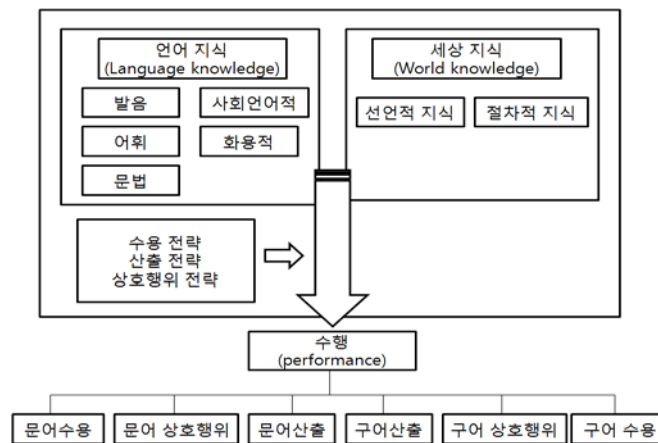 언어 지식
(Language knowledge)
발음
사회언어적
어휘
화용적
문법
세상 지식
(World knowledge)
선언적 지식
절차적 지식
수용 전략
산출 전략
상호행위 전략
수행
(performance)
문어수용
문어 상호행위
문어산출
구어산출
구어 상호행위
구어 수용